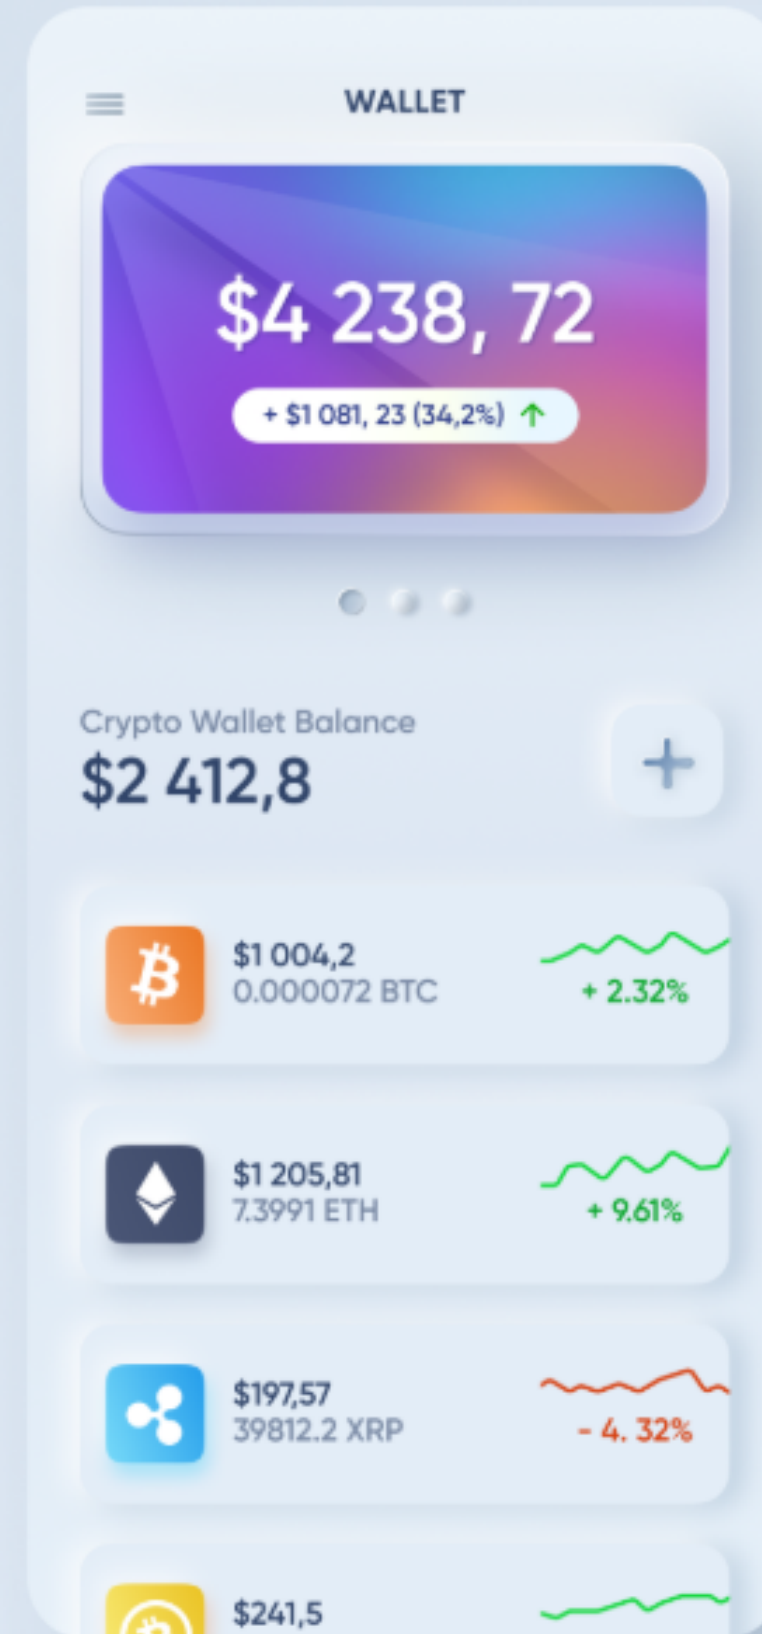 WALLET
$4 238, 72
+ $1 081, 23 (34,2%)
Crypto Wallet Balance
$2 412,8
$1 004,2
0.000072 BTC
+ 2.32%
$1 205,81
7.3991 ETH
+ 9.61%
$197,57
39812.2 XRP
- 4. 32%
$241,5